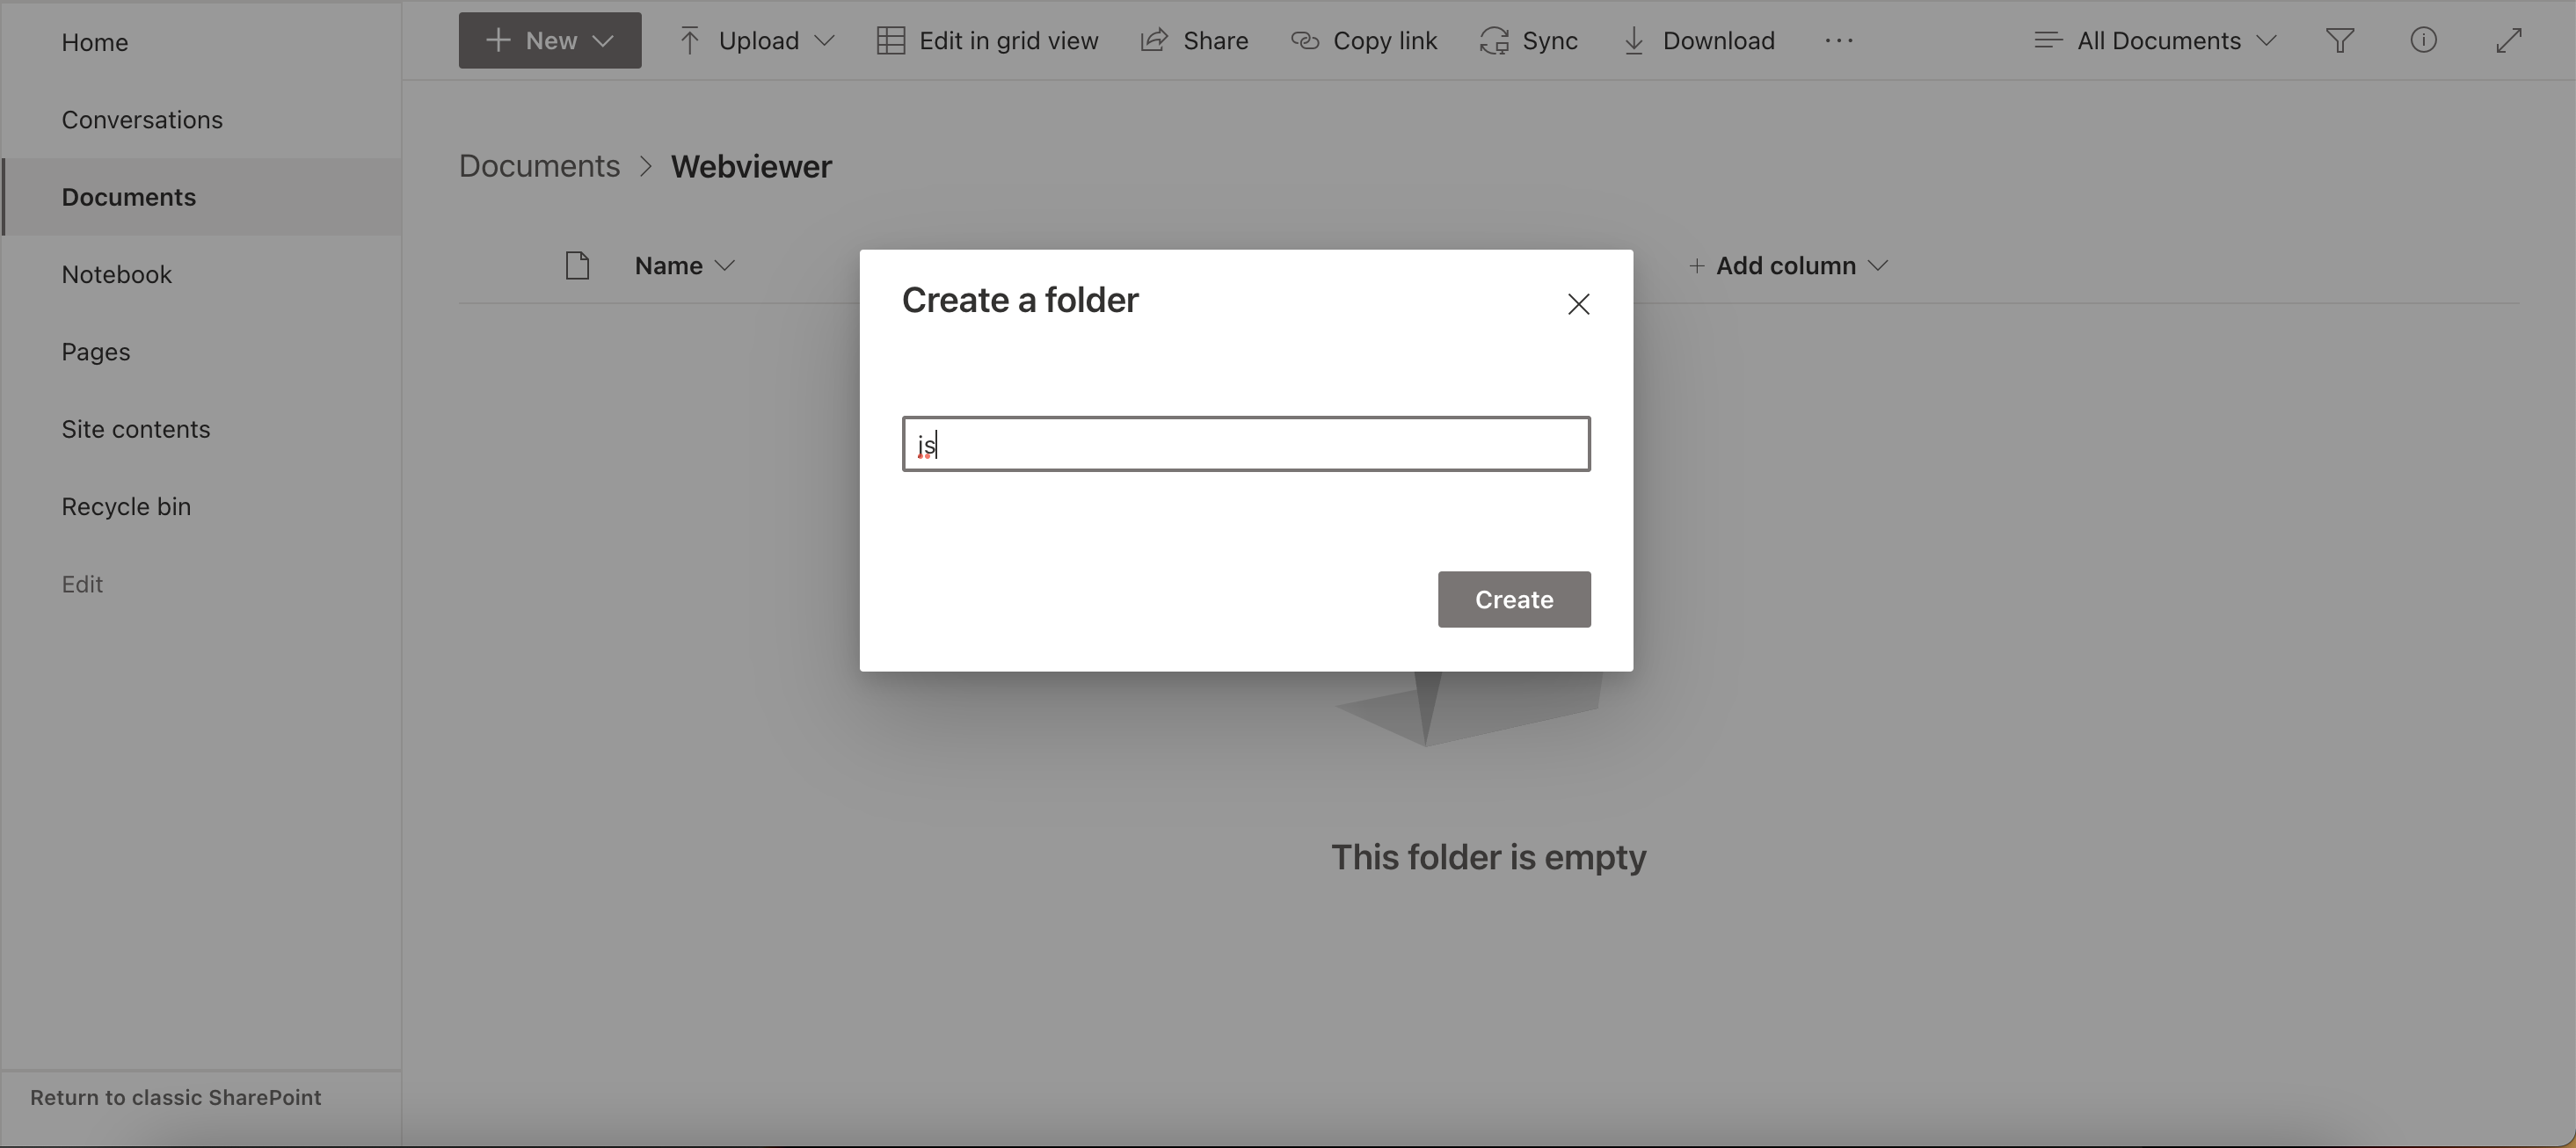 Home
Conversations
Documents
Notebook
Pages
Site contents
Recycle bin
Edit
Return to classic SharePoint
New
Upload
Edit in grid view
Share
Copy link
Sync
Download
All Documents
Documents > Webviewer
Name
Add column
Create a folder
js
Create
This folder is empty